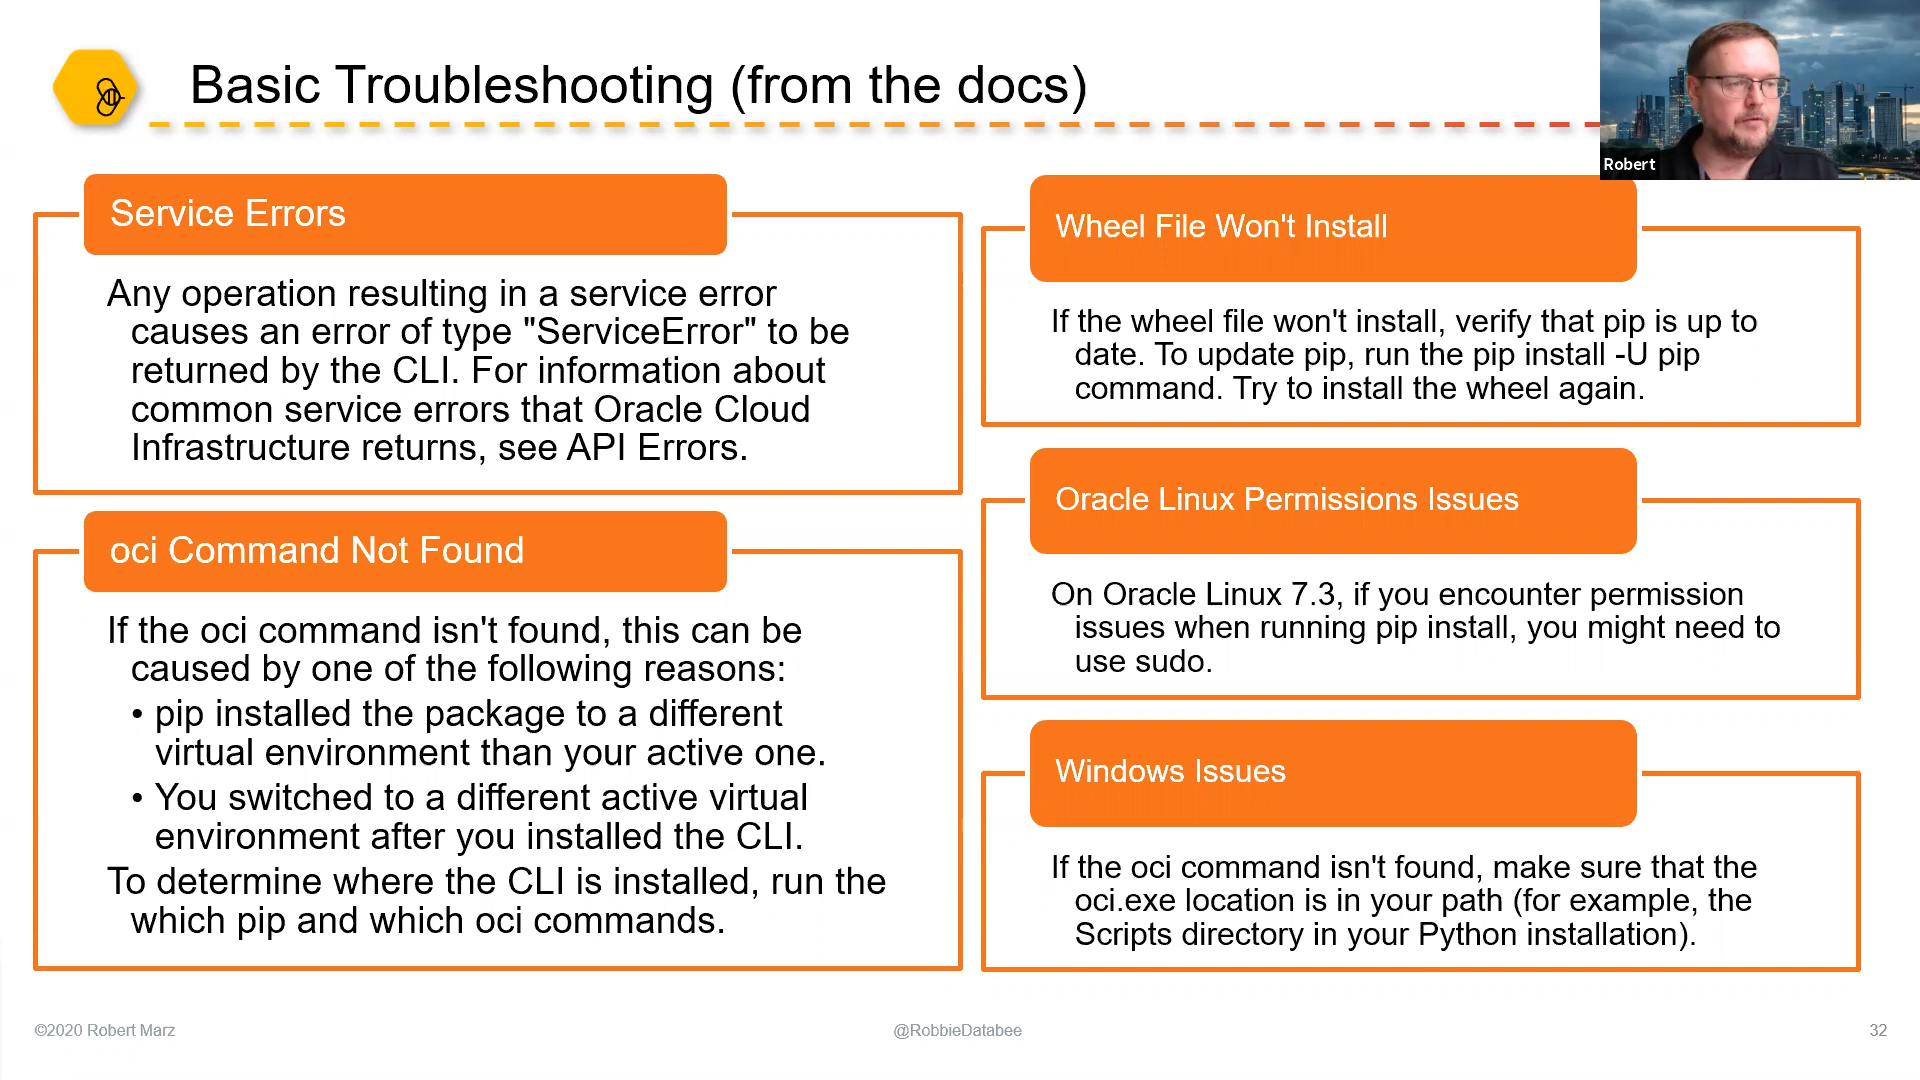 Basic Troubleshooting (from the docs)
Robert
Service Errors
Any operation resulting in a service error
causes an error of type "ServiceError" to be
returned by the CLI. For information about
common service errors that Oracle Cloud
Infrastructure returns, see API Errors.
oci Command Not Found
If the oci command isn't found, this can be
caused by one of the following reasons:
• pip installed the package to a different
virtual environment than your active one.
• You switched to a different active virtual
environment after you installed the CLI.
To determine where the CLI is installed, run the
which pip and which oci commands.
Wheel File Won't Install
If the wheel file won't install, verify that pip is up to
date. To update pip, run the pip install -U pip
command. Try to install the wheel again.
Oracle Linux Permissions Issues
On Oracle Linux 7.3, if you encounter permission
issues when running pip install, you might need to
use sudo.
Windows Issues
If the oci command isn't found, make sure that the
oci.exe location is in your path (for example, the
Scripts directory in your Python installation).
©2020 Robert Marz
@RobbieDatabee
32